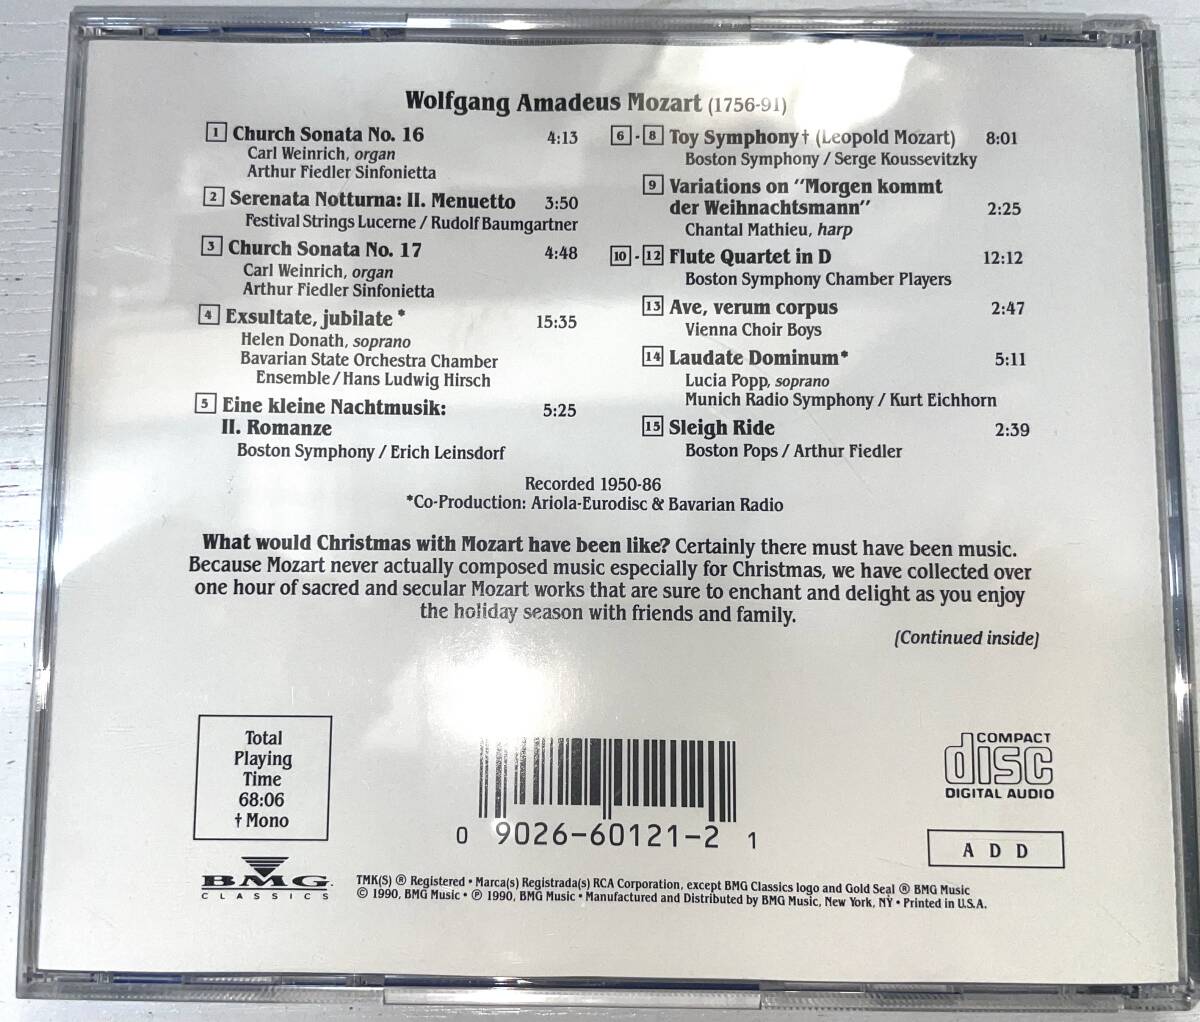 Wolfgang Amadeus Mozart (1756-91)
1 Church Sonata No. 16 4:13
Carl Weinrich, organ
Arthur Fiedler Sinfonietta
2 Serenata Notturna: II. Menuetto 3:50
Festival Strings Lucerne / Rudolf Baumgartner
3 Church Sonata No. 17 4:48
Carl Weinrich, organ
Arthur Fiedler Sinfonietta
4 Exsultate, jubilate * 15:35
Helen Donath, soprano
Bavarian State Orchestra Chamber
Ensemble / Hans Ludwig Hirsch
5 Eine kleine Nachtmusik: 5:25
II. Romanze
Boston Symphony / Erich Leinsdorf
6 - 8 Toy Symphony † (Leopold Mozart) 8:01
Boston Symphony / Serge Koussevitzky
9 Variations on "Morgen kommt
der Weihnachtsmann" 2:25
Chantal Mathieu, harp
10 - 12 Flute Quartet in D 12:12
Boston Symphony Chamber Players
13 Ave, verum corpus 2:47
Vienna Choir Boys
14 Laudate Dominum* 5:11
Lucia Popp, soprano
Munich Radio Symphony / Kurt Eichhorn
15 Sleigh Ride 2:39
Boston Pops / Arthur Fiedler
Recorded 1950-86
*Co-Production: Ariola-Eurodisc & Bavarian Radio
What would Christmas with Mozart have been like? Certainly there must have been music.
Because Mozart never actually composed music especially for Christmas, we have collected over
one hour of sacred and secular Mozart works that are sure to enchant and delight as you enjoy
the holiday season with friends and family.
(Continued inside)
Total
Playing
Time
68:06
† Mono
0 9026-60121-2 1
COMPACT
disc
DIGITAL AUDIO
A D D
BMG
CLASSICS
TMK(S) ® Registered • Marca(s) Registrada(s) RCA Corporation, except BMG Classics logo and Gold Seal ® BMG Music
© 1990, BMG Music • ℗ 1990, BMG Music • Manufactured and Distributed by BMG Music, New York, NY • Printed in U.S.A.